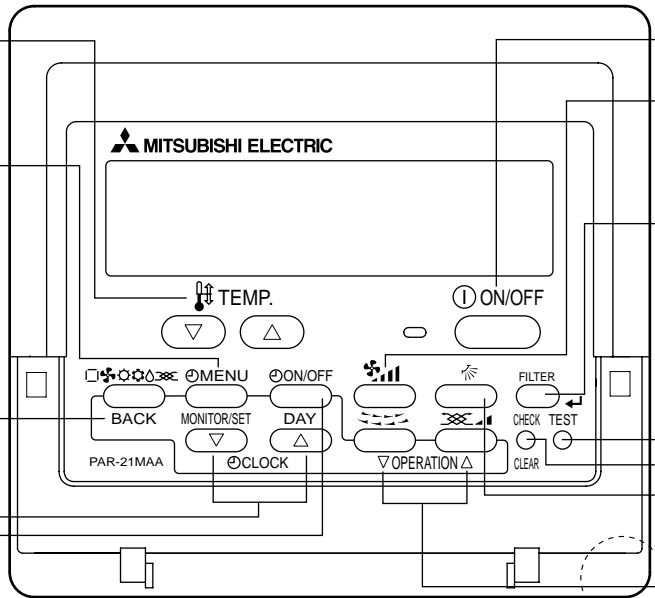 MITSUBISHI ELECTRIC
TEMP.
ON/OFF
MENU ON/OFF FILTER
BACK MONITOR/SET DAY CHECK TEST
PAR-21MAA CLOCK OPERATION CLEAR